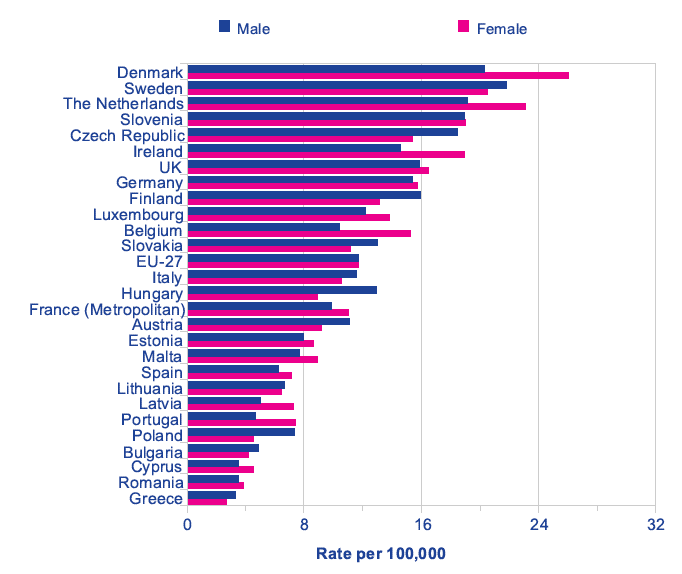 Male Female
Denmark
Sweden
The Netherlands
Slovenia
Czech Republic
Ireland
UK
Germany
Finland
Luxembourg
Belgium
Slovakia
EU-27
Italy
Hungary
France (Metropolitan)
Austria
Estonia
Malta
Spain
Lithuania
Latvia
Portugal
Poland
Bulgaria
Cyprus
Romania
Greece
0 8 16 24 32
Rate per 100,000